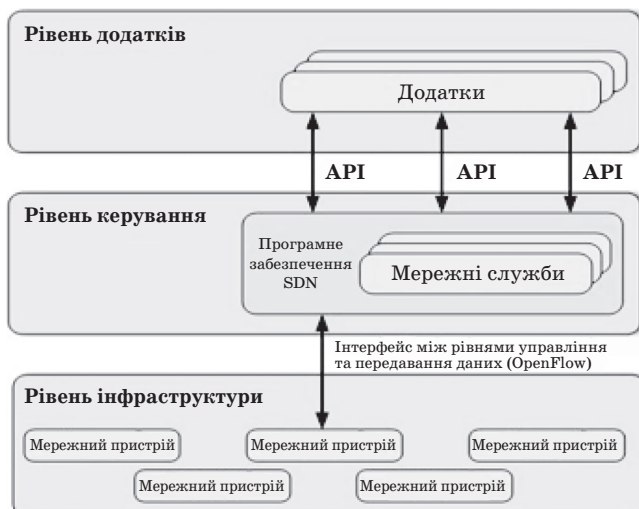 Рівень додатків
Додатки
API
API
API
Рівень керування
Програмне
забезпечення
SDN
Мережні служби
Інтерфейс між рівнями управління
та передавання даних (OpenFlow)
Рівень інфраструктури
Мережний пристрій
Мережний пристрій
Мережний пристрій
Мережний пристрій
Мережний пристрій